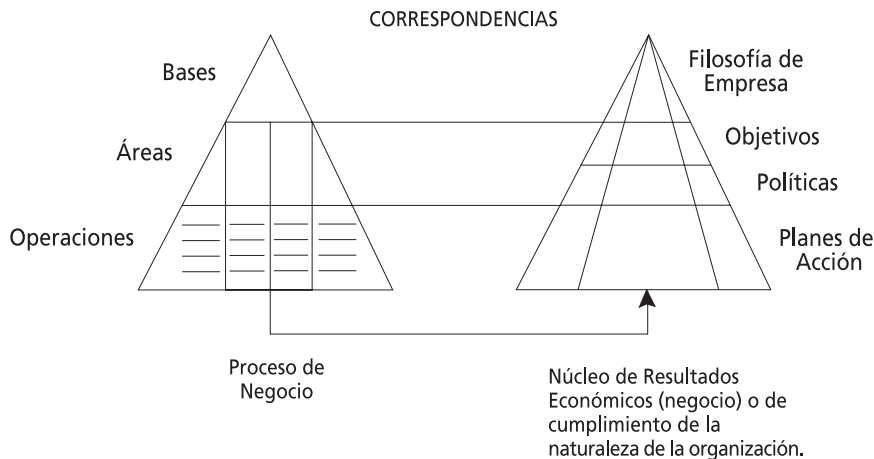 CORRESPONDENCIAS
Bases
Áreas
Operaciones
Filosofía de
Empresa
Objetivos
Políticas
Planes de
Acción
Proceso de
Negocio
Núcleo de Resultados
Económicos (negocio) o de
cumplimiento de la
naturaleza de la organización.